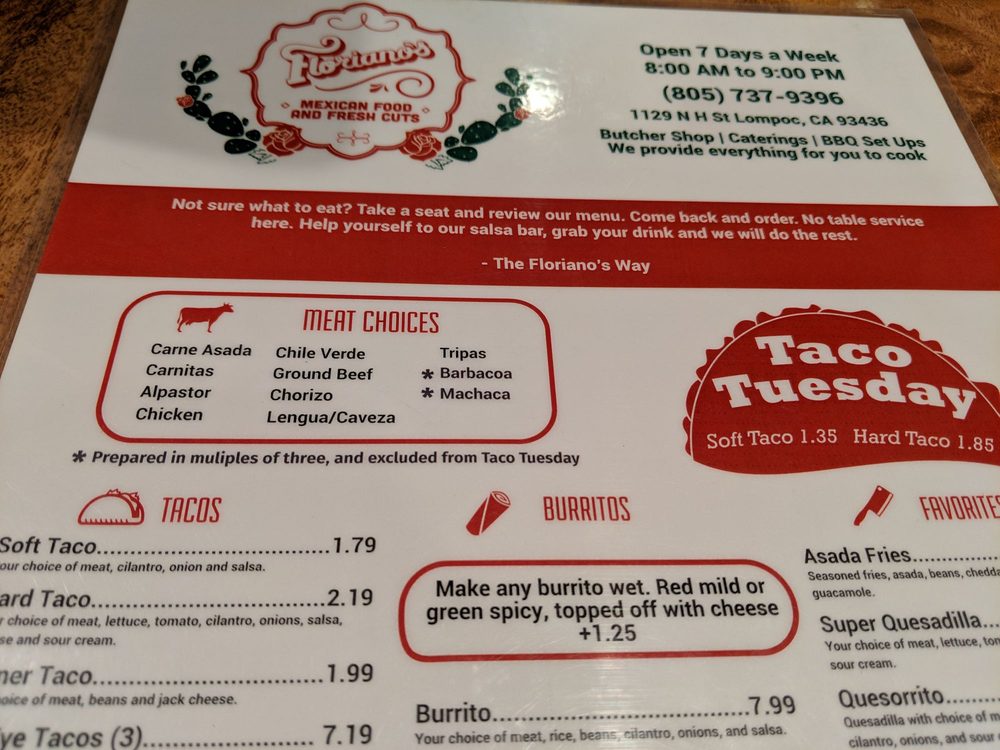 Floriano's
MEXICAN FOOD
AND FRESH CUTS
Open 7 Days a Week
8:00 AM to 9:00 PM
(805) 737-9396
1129 N H St Lompoc, CA 93436
Butcher Shop | Caterings | BBQ Set Ups
We provide everything for you to cook
Not sure what to eat? Take a seat and review our menu. Come back and order. No table service
here. Help yourself to our salsa bar, grab your drink and we will do the rest.
- The Floriano's Way
MEAT CHOICES
Carne Asada
Carnitas
Alpastor
Chicken
Chile Verde
Ground Beef
Chorizo
Lengua/Caveza
Tripas
* Barbacoa
* Machaca
* Prepared in muliples of three, and excluded from Taco Tuesday
Taco
Tuesday
Soft Taco 1.35 Hard Taco 1.85
TACOS
Soft Taco..............................1.79
our choice of meat, cilantro, onion and salsa.
ard Taco..............................2.19
r choice of meat, lettuce, tomato, cilantro, onions, salsa,
se and sour cream.
ner Taco..............................1.99
oice of meat, beans and jack cheese.
ye Tacos (3)......................7.19
BURRITOS
Make any burrito wet. Red mild or
green spicy, topped off with cheese
+1.25
Burrito..................................7.99
Your choice of meat, rice, beans, cilantro, onions, and salsa.
FAVORITES
Asada Fries..........
Seasoned fries, asada, beans, chedda
guacamole.
Super Quesadilla...
Your choice of meat, lettuce, tom
sour cream.
Quesorrito........
Quesadilla with choice of m
cilantro, onions, and sour